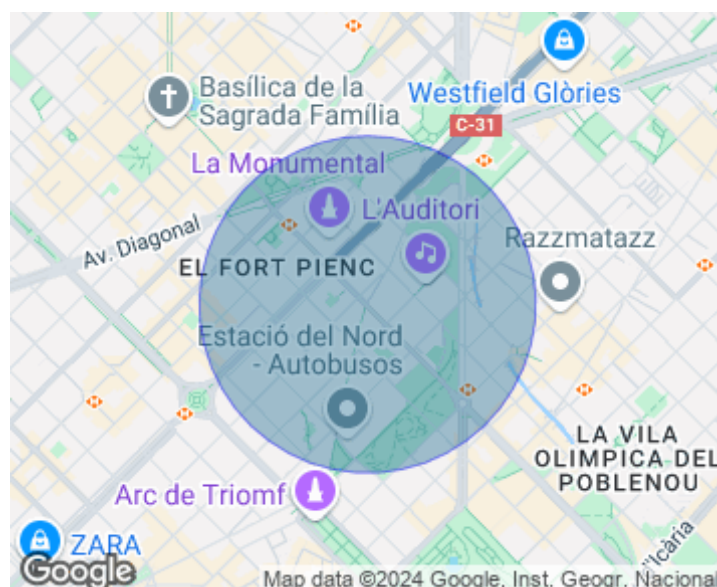 Basílica de la
Sagrada Família
Westfield Glòries
C-31
La Monumental
L'Auditori
Av. Diagonal
Razzmatazz
EL FORT PIENC
Estació del Nord
- Autobusos
LA VILA
OLIMPICA DEL
POBLENOU
Arc de Triomf
ZARA
l'Icària
Google
Map data ©2024 Google, Inst. Geogr. Nacional